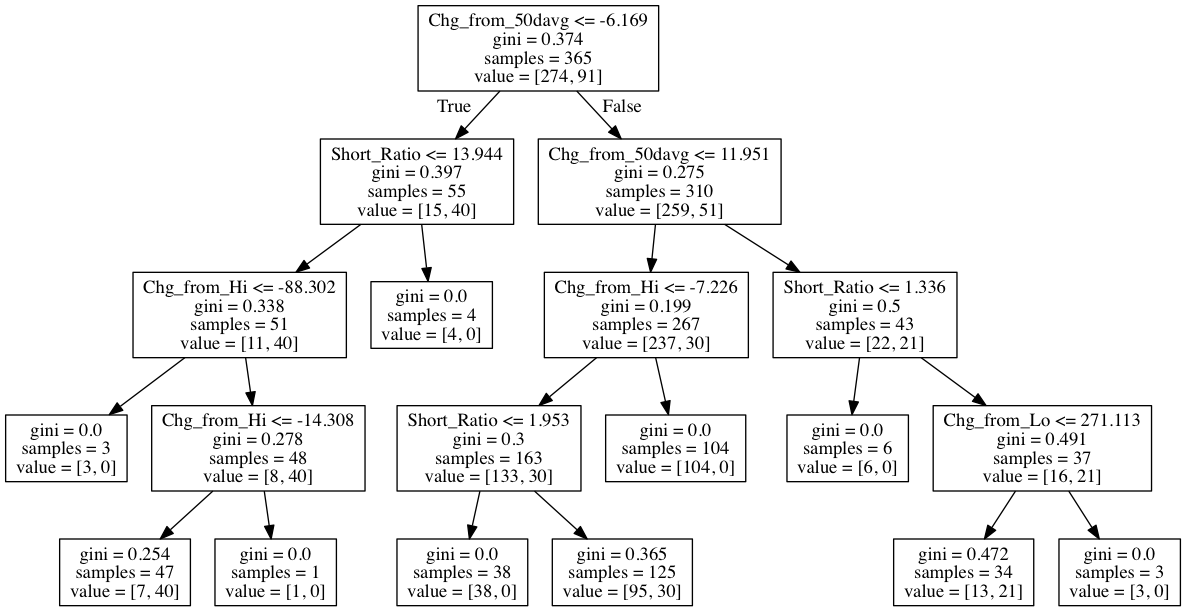 Chg_from_50davg <= -6.169
gini = 0.374
samples = 365
value = [274, 91]
True
False
Short_Ratio <= 13.944
gini = 0.397
samples = 55
value = [15, 40]
Chg_from_50davg <= 11.951
gini = 0.275
samples = 310
value = [259, 51]
Chg_from_Hi <= -88.302
gini = 0.338
samples = 51
value = [11, 40]
gini = 0.0
samples = 4
value = [4, 0]
Chg_from_Hi <= -7.226
gini = 0.199
samples = 267
value = [237, 30]
Short_Ratio <= 1.336
gini = 0.5
samples = 43
value = [22, 21]
gini = 0.0
samples = 3
value = [3, 0]
Chg_from_Hi <= -14.308
gini = 0.278
samples = 48
value = [8, 40]
Short_Ratio <= 1.953
gini = 0.3
samples = 163
value = [133, 30]
gini = 0.0
samples = 104
value = [104, 0]
gini = 0.0
samples = 6
value = [6, 0]
Chg_from_Lo <= 271.113
gini = 0.491
samples = 37
value = [16, 21]
gini = 0.254
samples = 47
value = [7, 40]
gini = 0.0
samples = 1
value = [1, 0]
gini = 0.0
samples = 38
value = [38, 0]
gini = 0.365
samples = 125
value = [95, 30]
gini = 0.472
samples = 34
value = [13, 21]
gini = 0.0
samples = 3
value = [3, 0]